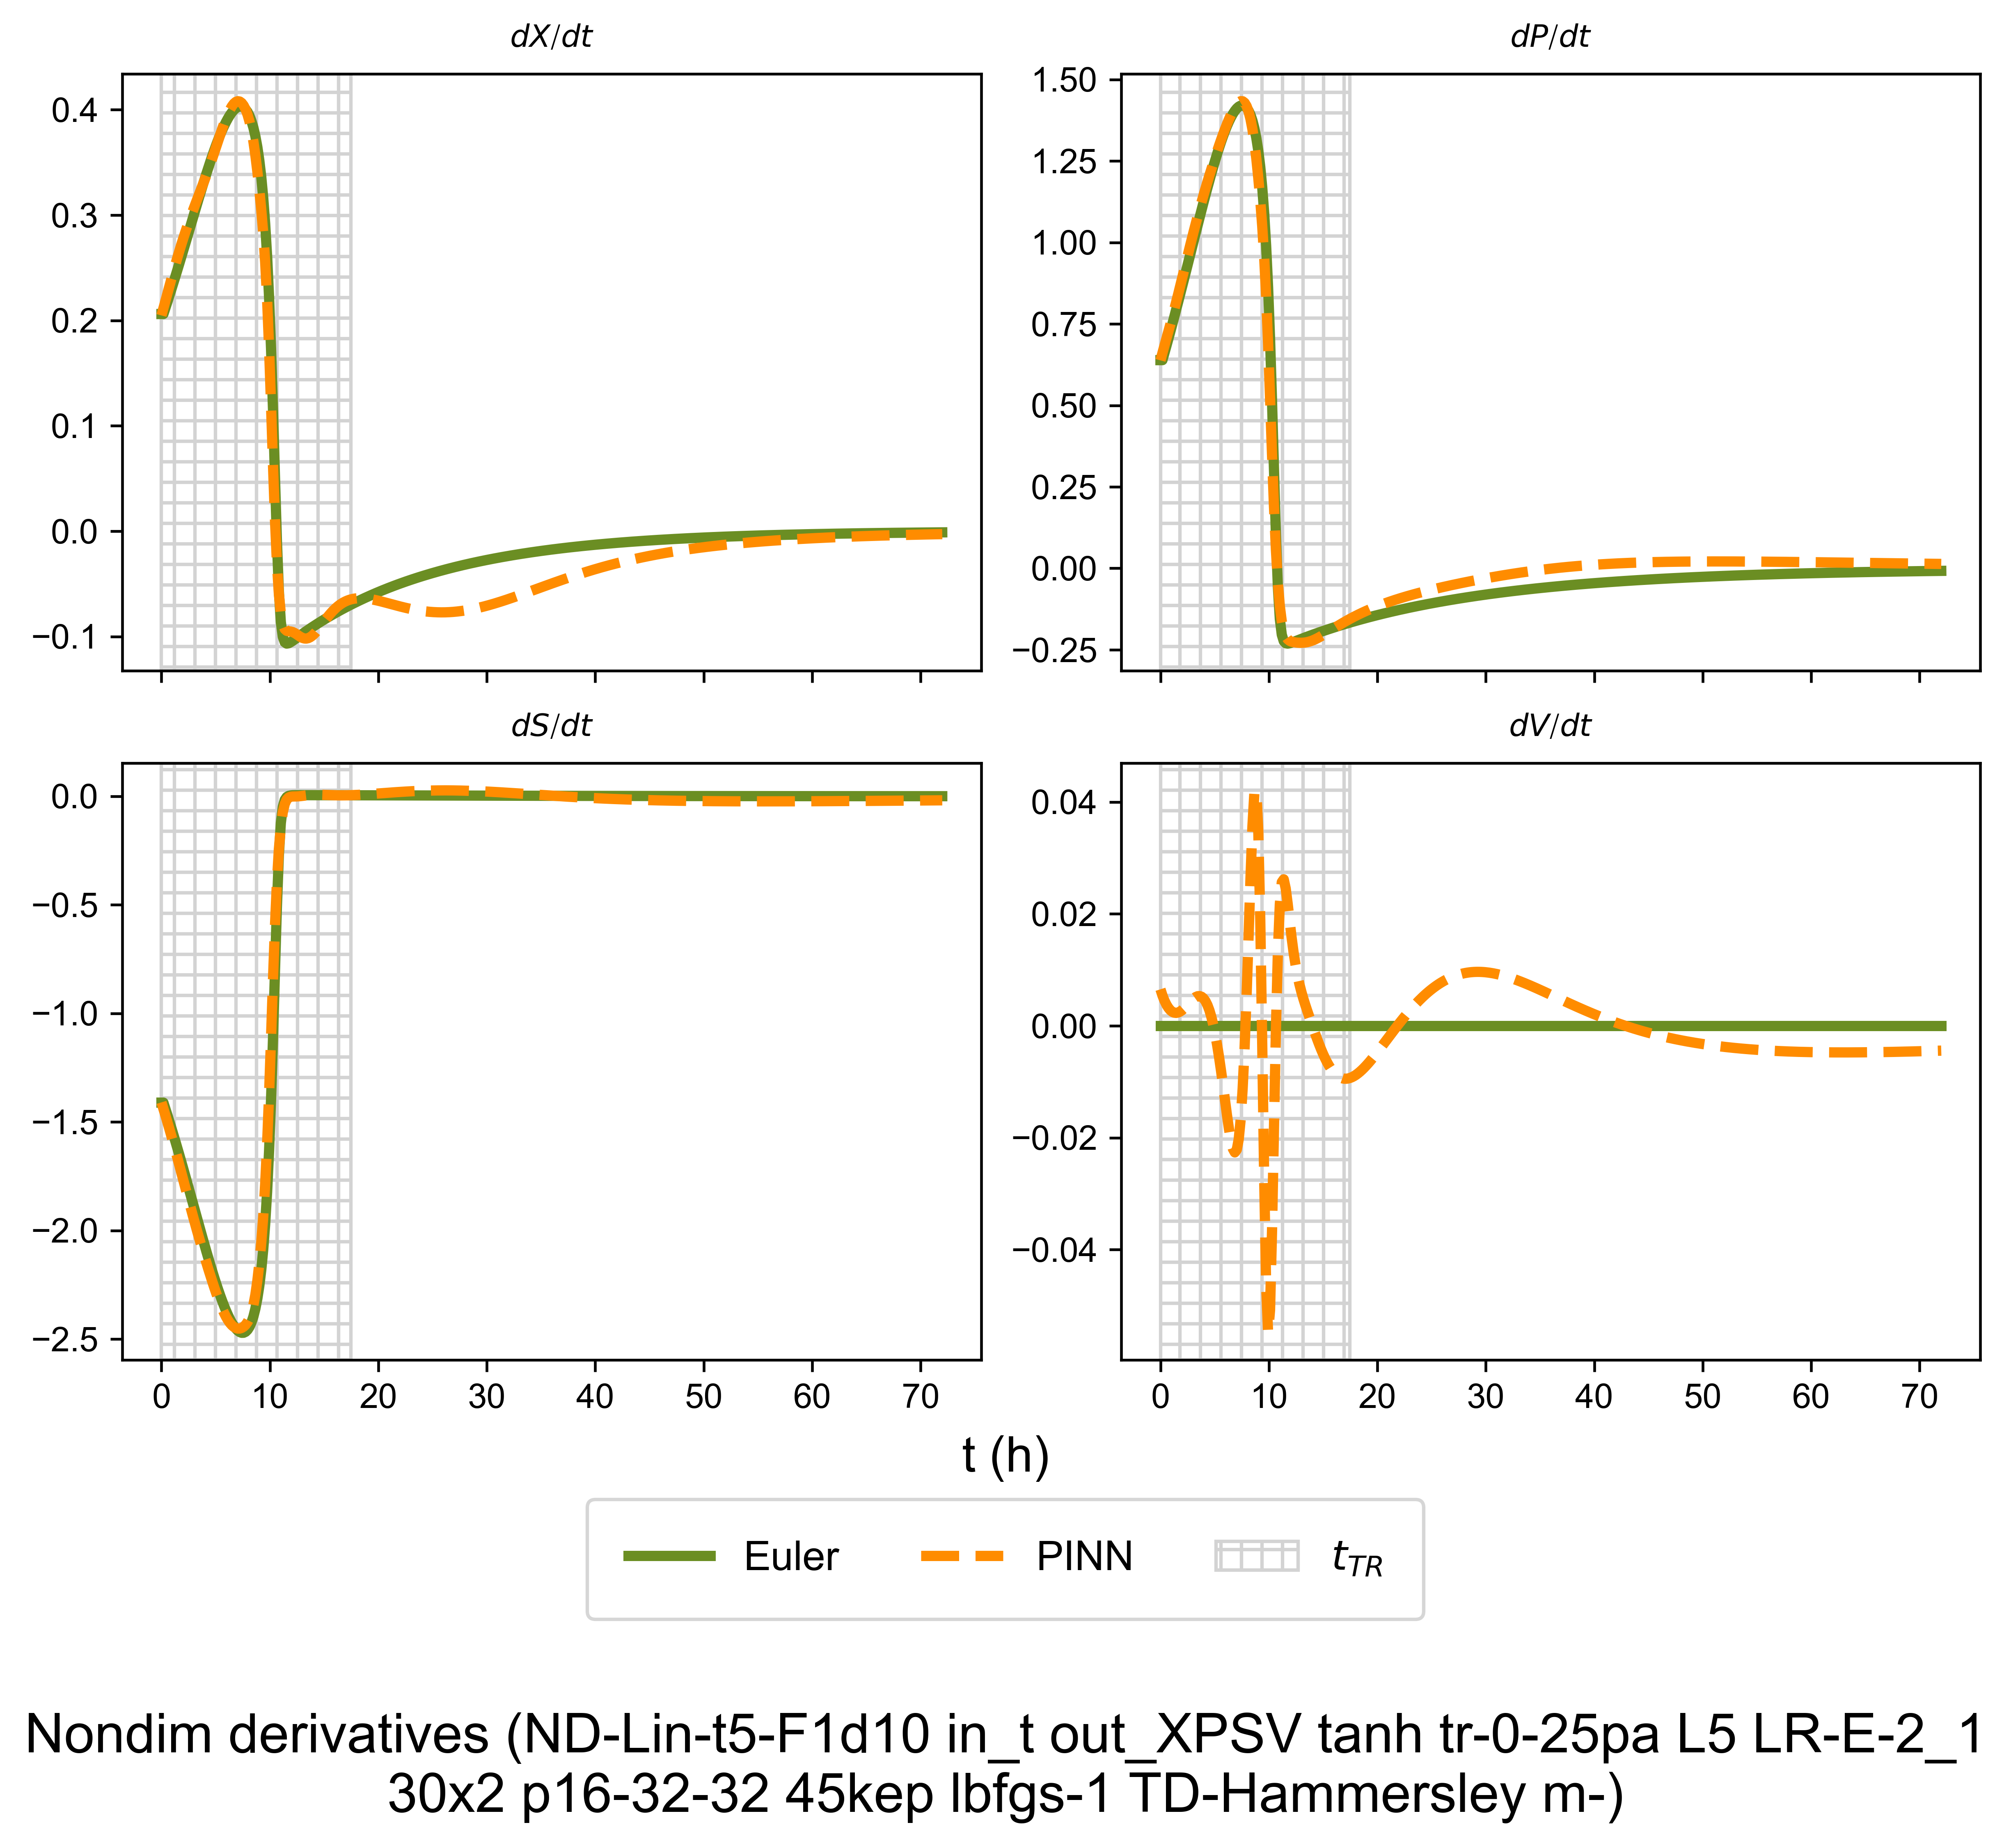 dX/dt
dP/dt
0.4
0.3
0.2
0.1
0.0
−0.1
1.50
1.25
1.00
0.75
0.50
0.25
0.00
−0.25
dS/dt
dV/dt
0.0
−0.5
−1.0
−1.5
−2.0
−2.5
0 10 20 30 40 50 60 70
0.04
0.02
0.00
−0.02
−0.04
0 10 20 30 40 50 60 70
t (h)
Euler PINN t_TR
Nondim derivatives (ND-Lin-t5-F1d10 in_t out_XPSV tanh tr-0-25pa L5 LR-E-2_1
30x2 p16-32-32 45kep lbfgs-1 TD-Hammersley m-)